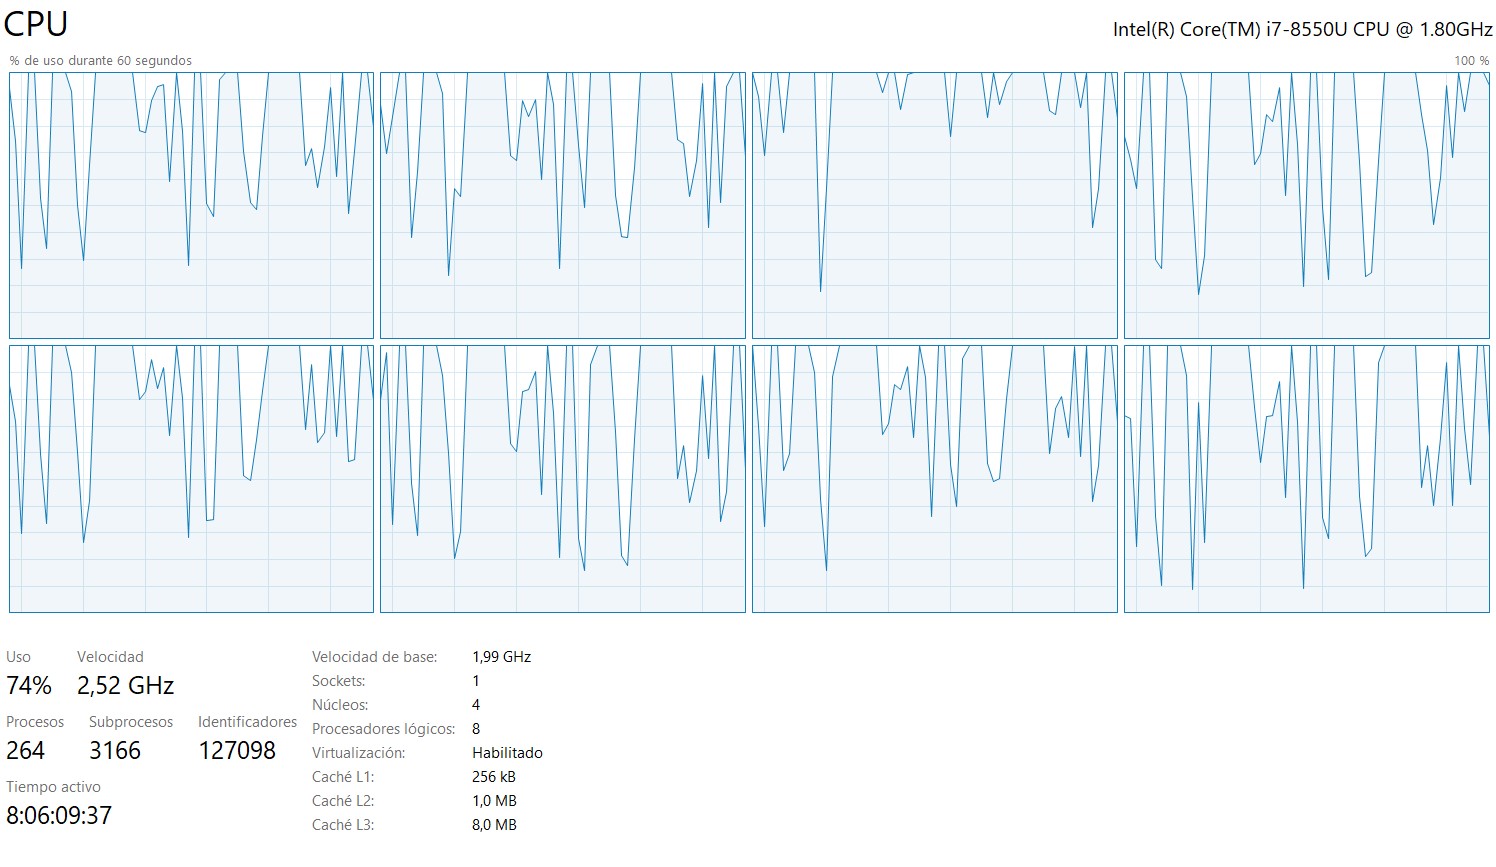 CPU
Intel(R) Core(TM) i7-8550U CPU @ 1.80GHz
% de uso durante 60 segundos
100 %
Uso
Velocidad
74%
2,52 GHz
Procesos
Subprocesos
Identificadores
264
3166
127098
Tiempo activo
8:06:09:37
Velocidad de base:
1,99 GHz
Sockets:
1
Núcleos:
4
Procesadores lógicos:
8
Virtualización:
Habilitado
Caché L1:
256 kB
Caché L2:
1,0 MB
Caché L3:
8,0 MB